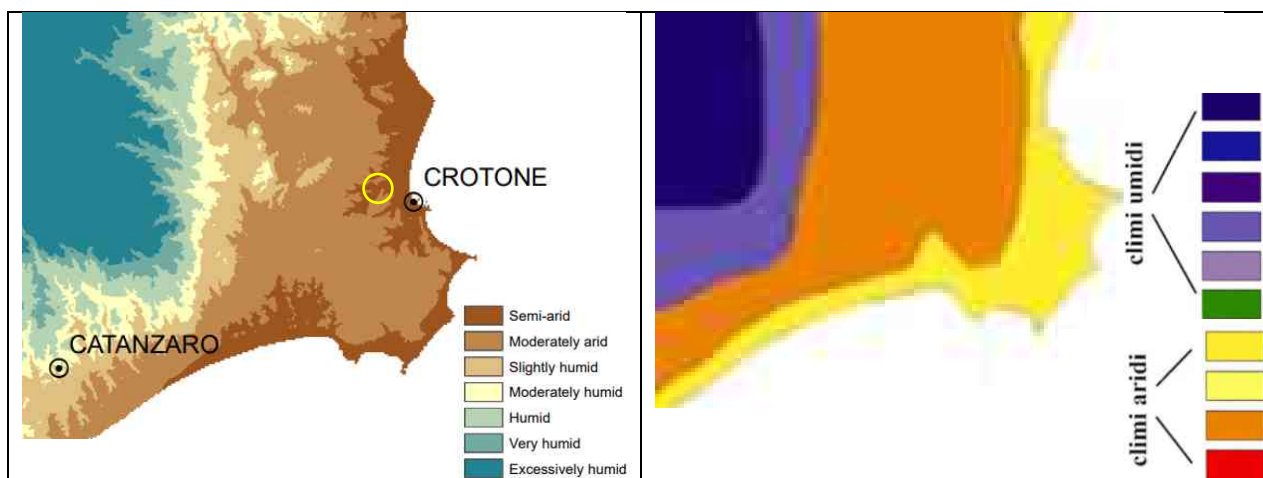 CROTONE
CATANZARO
Semi-arid
Moderately arid
Slightly humid
Moderately humid
Humid
Very humid
Excessively humid
climi umidi
climi aridi